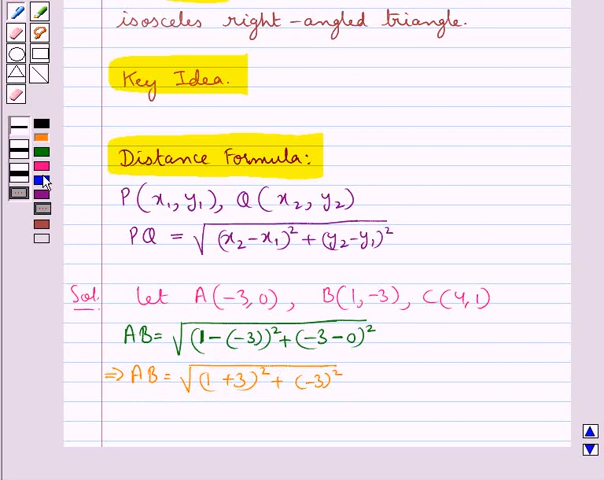 isosceles right-angled triangle.
Key Idea.
Distance Formula:
P(x₁,y₁), Q(x₂,y₂)
PQ = √(x₂-x₁)²+(y₂-y₁)²
Sol. let A(-3,0), B(1,-3), C(4,1)
AB= √(1-(-3))²+(-3-0)²
⇒ AB= √(1+3)²+(-3)²